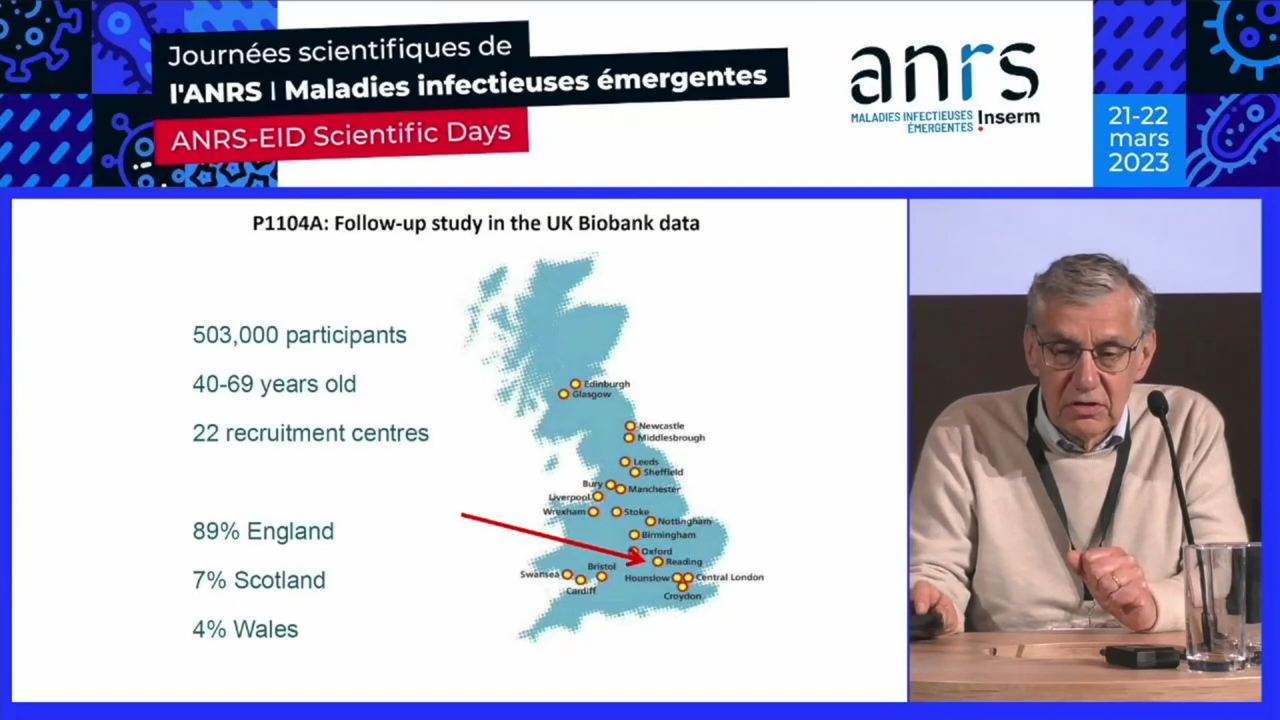 Journées scientifiques de
l'ANRS | Maladies infectieuses émergentes
ANRS-EID Scientific Days
anrs
MALADIES INFECTIEUSES
ÉMERGENTES
Inserm
21-22
mars
2023
P1104A: Follow-up study in the UK Biobank data
503,000 participants
40-69 years old
22 recruitment centres
89% England
7% Scotland
4% Wales
Edinburgh
Glasgow
Newcastle
Middlesbrough
Leeds
Sheffield
Bury
Manchester
Liverpool
Wrexham
Stoke
Nottingham
Birmingham
Oxford
Reading
Bristol
Swansea
Hounslow
Central London
Cardiff
Croydon